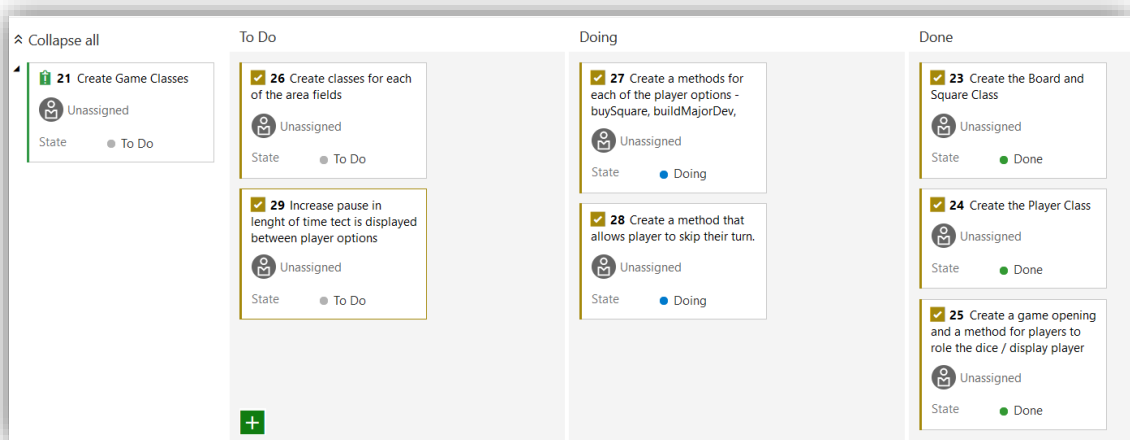 Collapse all
To Do
Doing
Done
21 Create Game Classes
Unassigned
State To Do
26 Create classes for each
of the area fields
Unassigned
State To Do
29 Increase pause in
lenght of time tect is displayed
between player options
Unassigned
State To Do
27 Create a methods for
each of the player options -
buySquare, buildMajorDev,
Unassigned
State Doing
28 Create a method that
allows player to skip their turn.
Unassigned
State Doing
23 Create the Board and
Square Class
Unassigned
State Done
24 Create the Player Class
Unassigned
State Done
25 Create a game opening
and a method for players to
role the dice / display player
Unassigned
State Done